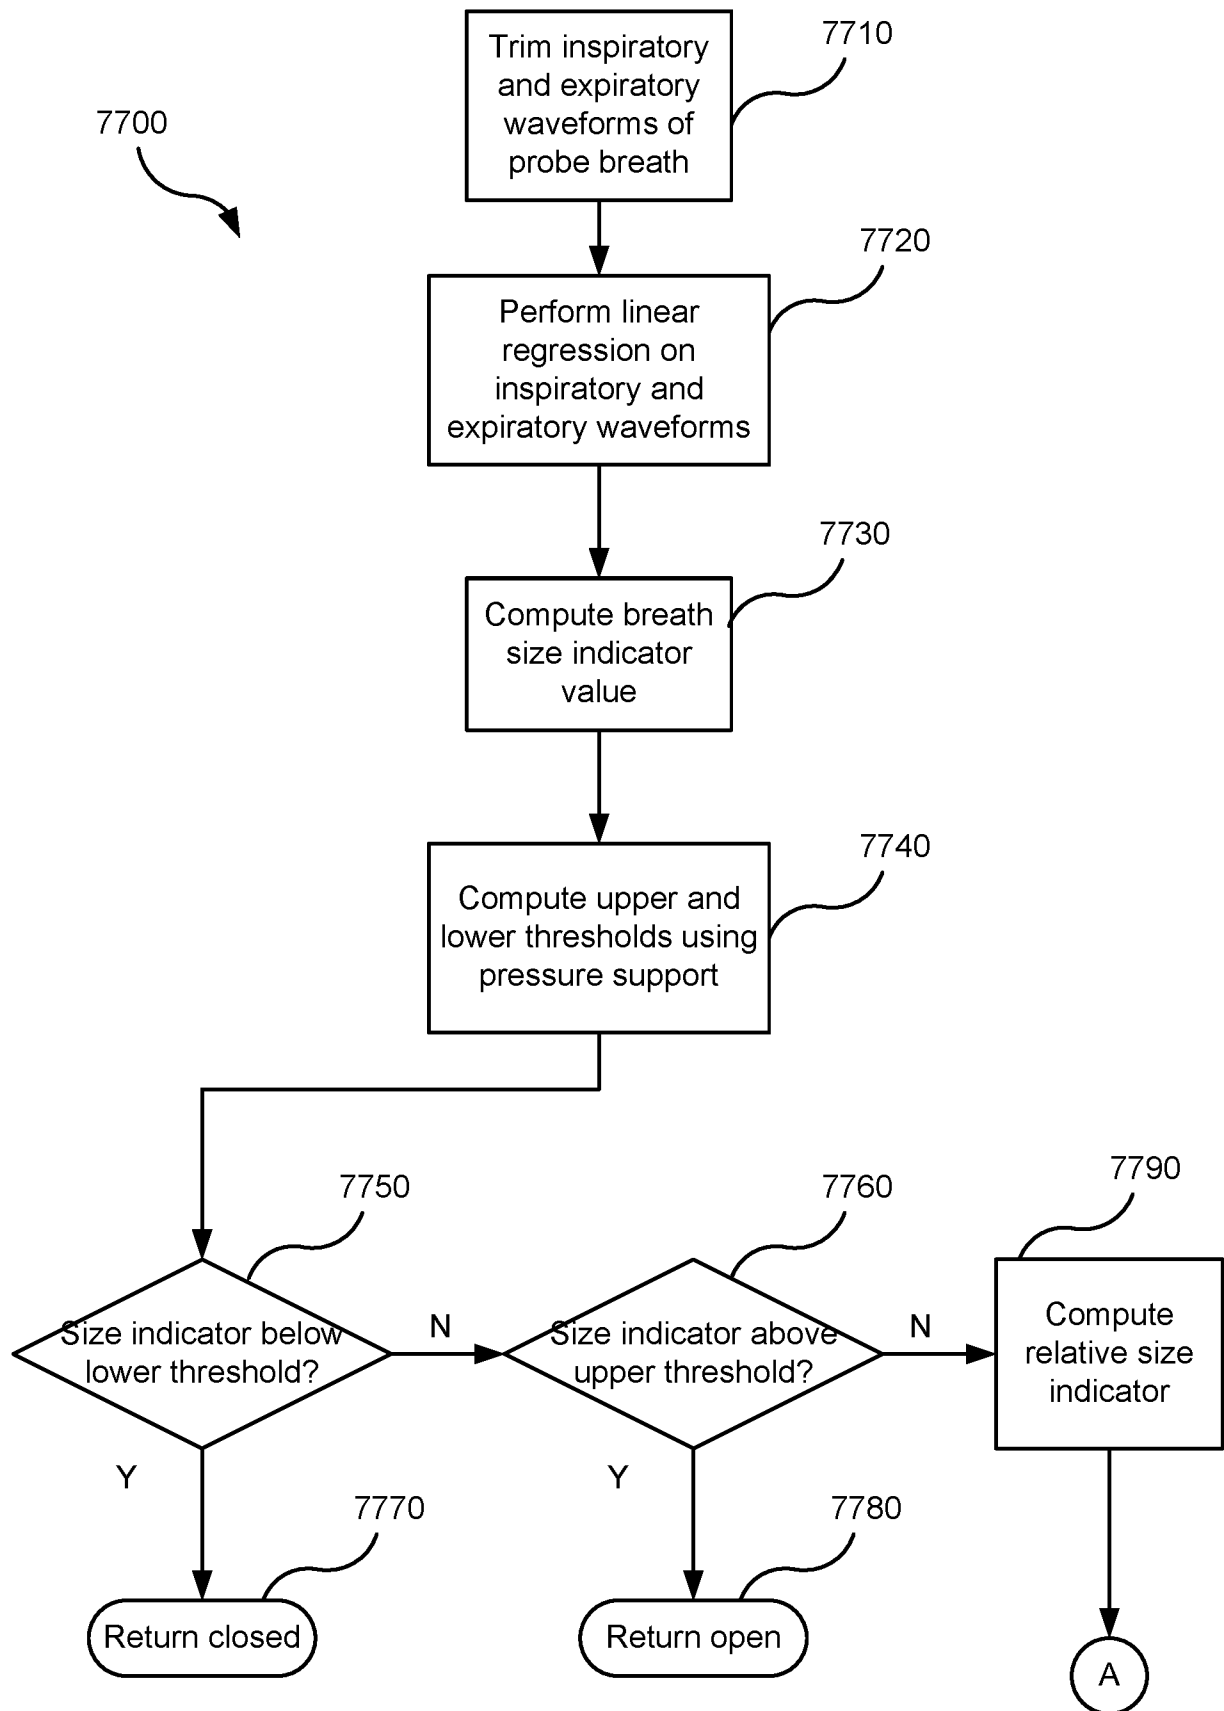 7710
Trim inspiratory
and expiratory
waveforms of
probe breath
7700
7720
Perform linear
regression on
inspiratory and
expiratory waveforms
7730
Compute breath
size indicator
value
7740
Compute upper and
lower thresholds using
pressure support
7750
Size indicator below
lower threshold?
N
Y
7760
Size indicator above
upper threshold?
N
Y
7790
Compute
relative size
indicator
7770
Return closed
7780
Return open
A